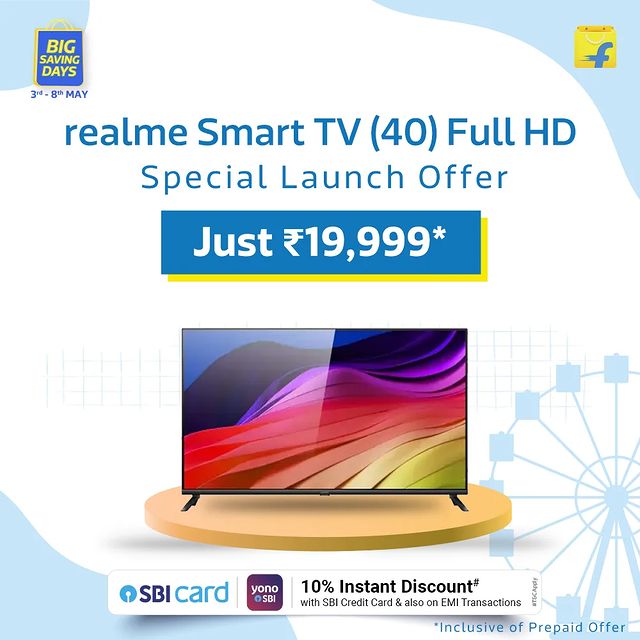 BIG
SAVING
DAYS
3rd - 8th MAY
realme Smart TV (40) Full HD
Special Launch Offer
Just ₹19,999*
SBI card
yono
SBI
10% Instant Discount#
with SBI Credit Card & also on EMI Transactions
#T&C Apply
*Inclusive of Prepaid Offer